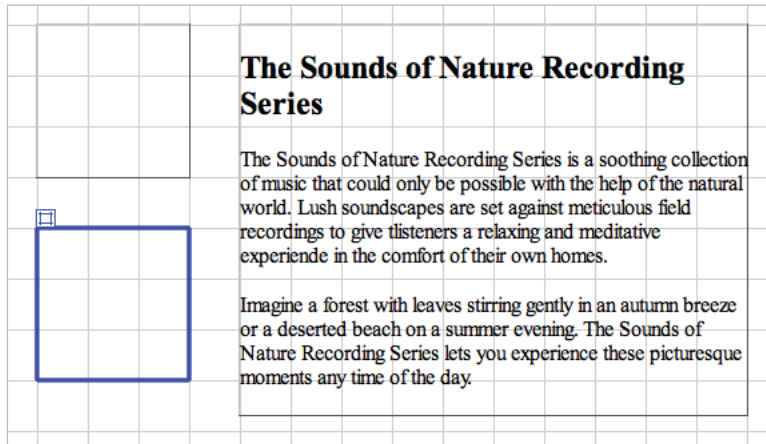 The Sounds of Nature Recording
Series
The Sounds of Nature Recording Series is a soothing collection
of music that could only be possible with the help of the natural
world. Lush soundscapes are set against meticulous field
recordings to give tlisteners a relaxing and meditative
experiende in the comfort of their own homes.
Imagine a forest with leaves stirring gently in an autumn breeze
or a deserted beach on a summer evening. The Sounds of
Nature Recording Series lets you experience these picturesque
moments any time of the day.